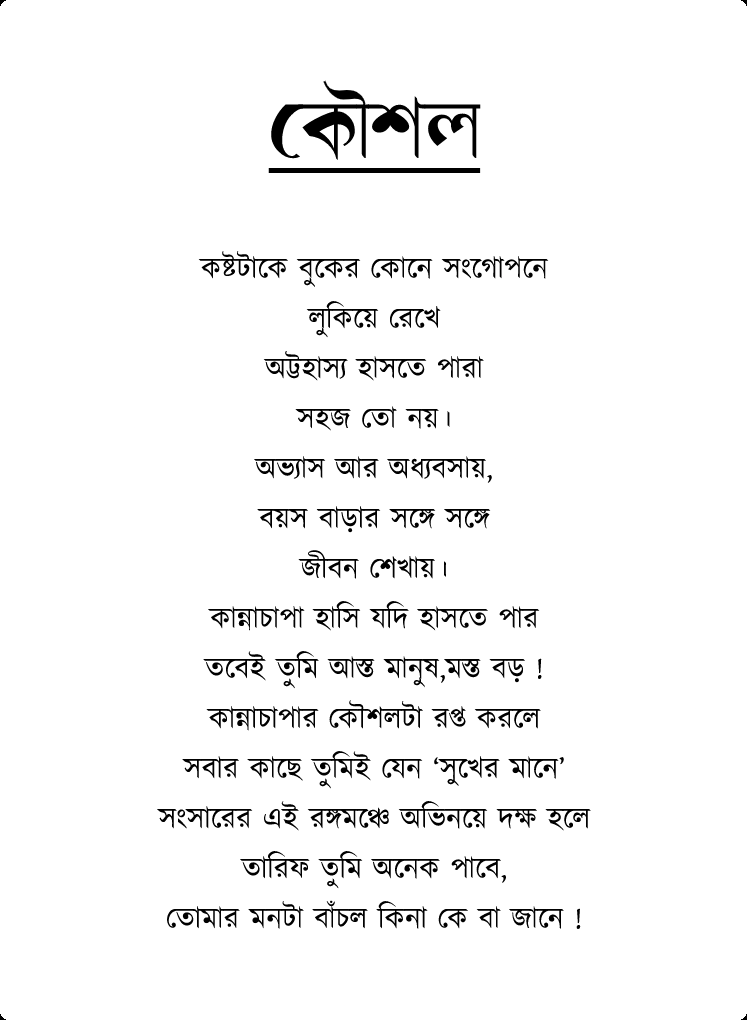 কৌশল
কষ্টটাকে বুকের কোনে সংগোপনে
লুকিয়ে রেখে
অট্টহাস্য হাসতে পারা
সহজ তো নয়।
অভ্যাস আর অধ্যবসায়,
বয়স বাড়ার সঙ্গে সঙ্গে
জীবন শেখায়।
কান্নাচাপা হাসি যদি হাসতে পার
তবেই তুমি আস্ত মানুষ,মস্ত বড় !
কান্নাচাপার কৌশলটা রপ্ত করলে
সবার কাছে তুমিই যেন ‘সুখের মানে’
সংসারের এই রঙ্গমঞ্চে অভিনয়ে দক্ষ হলে
তারিফ তুমি অনেক পাবে,
তোমার মনটা বাঁচল কিনা কে বা জানে !